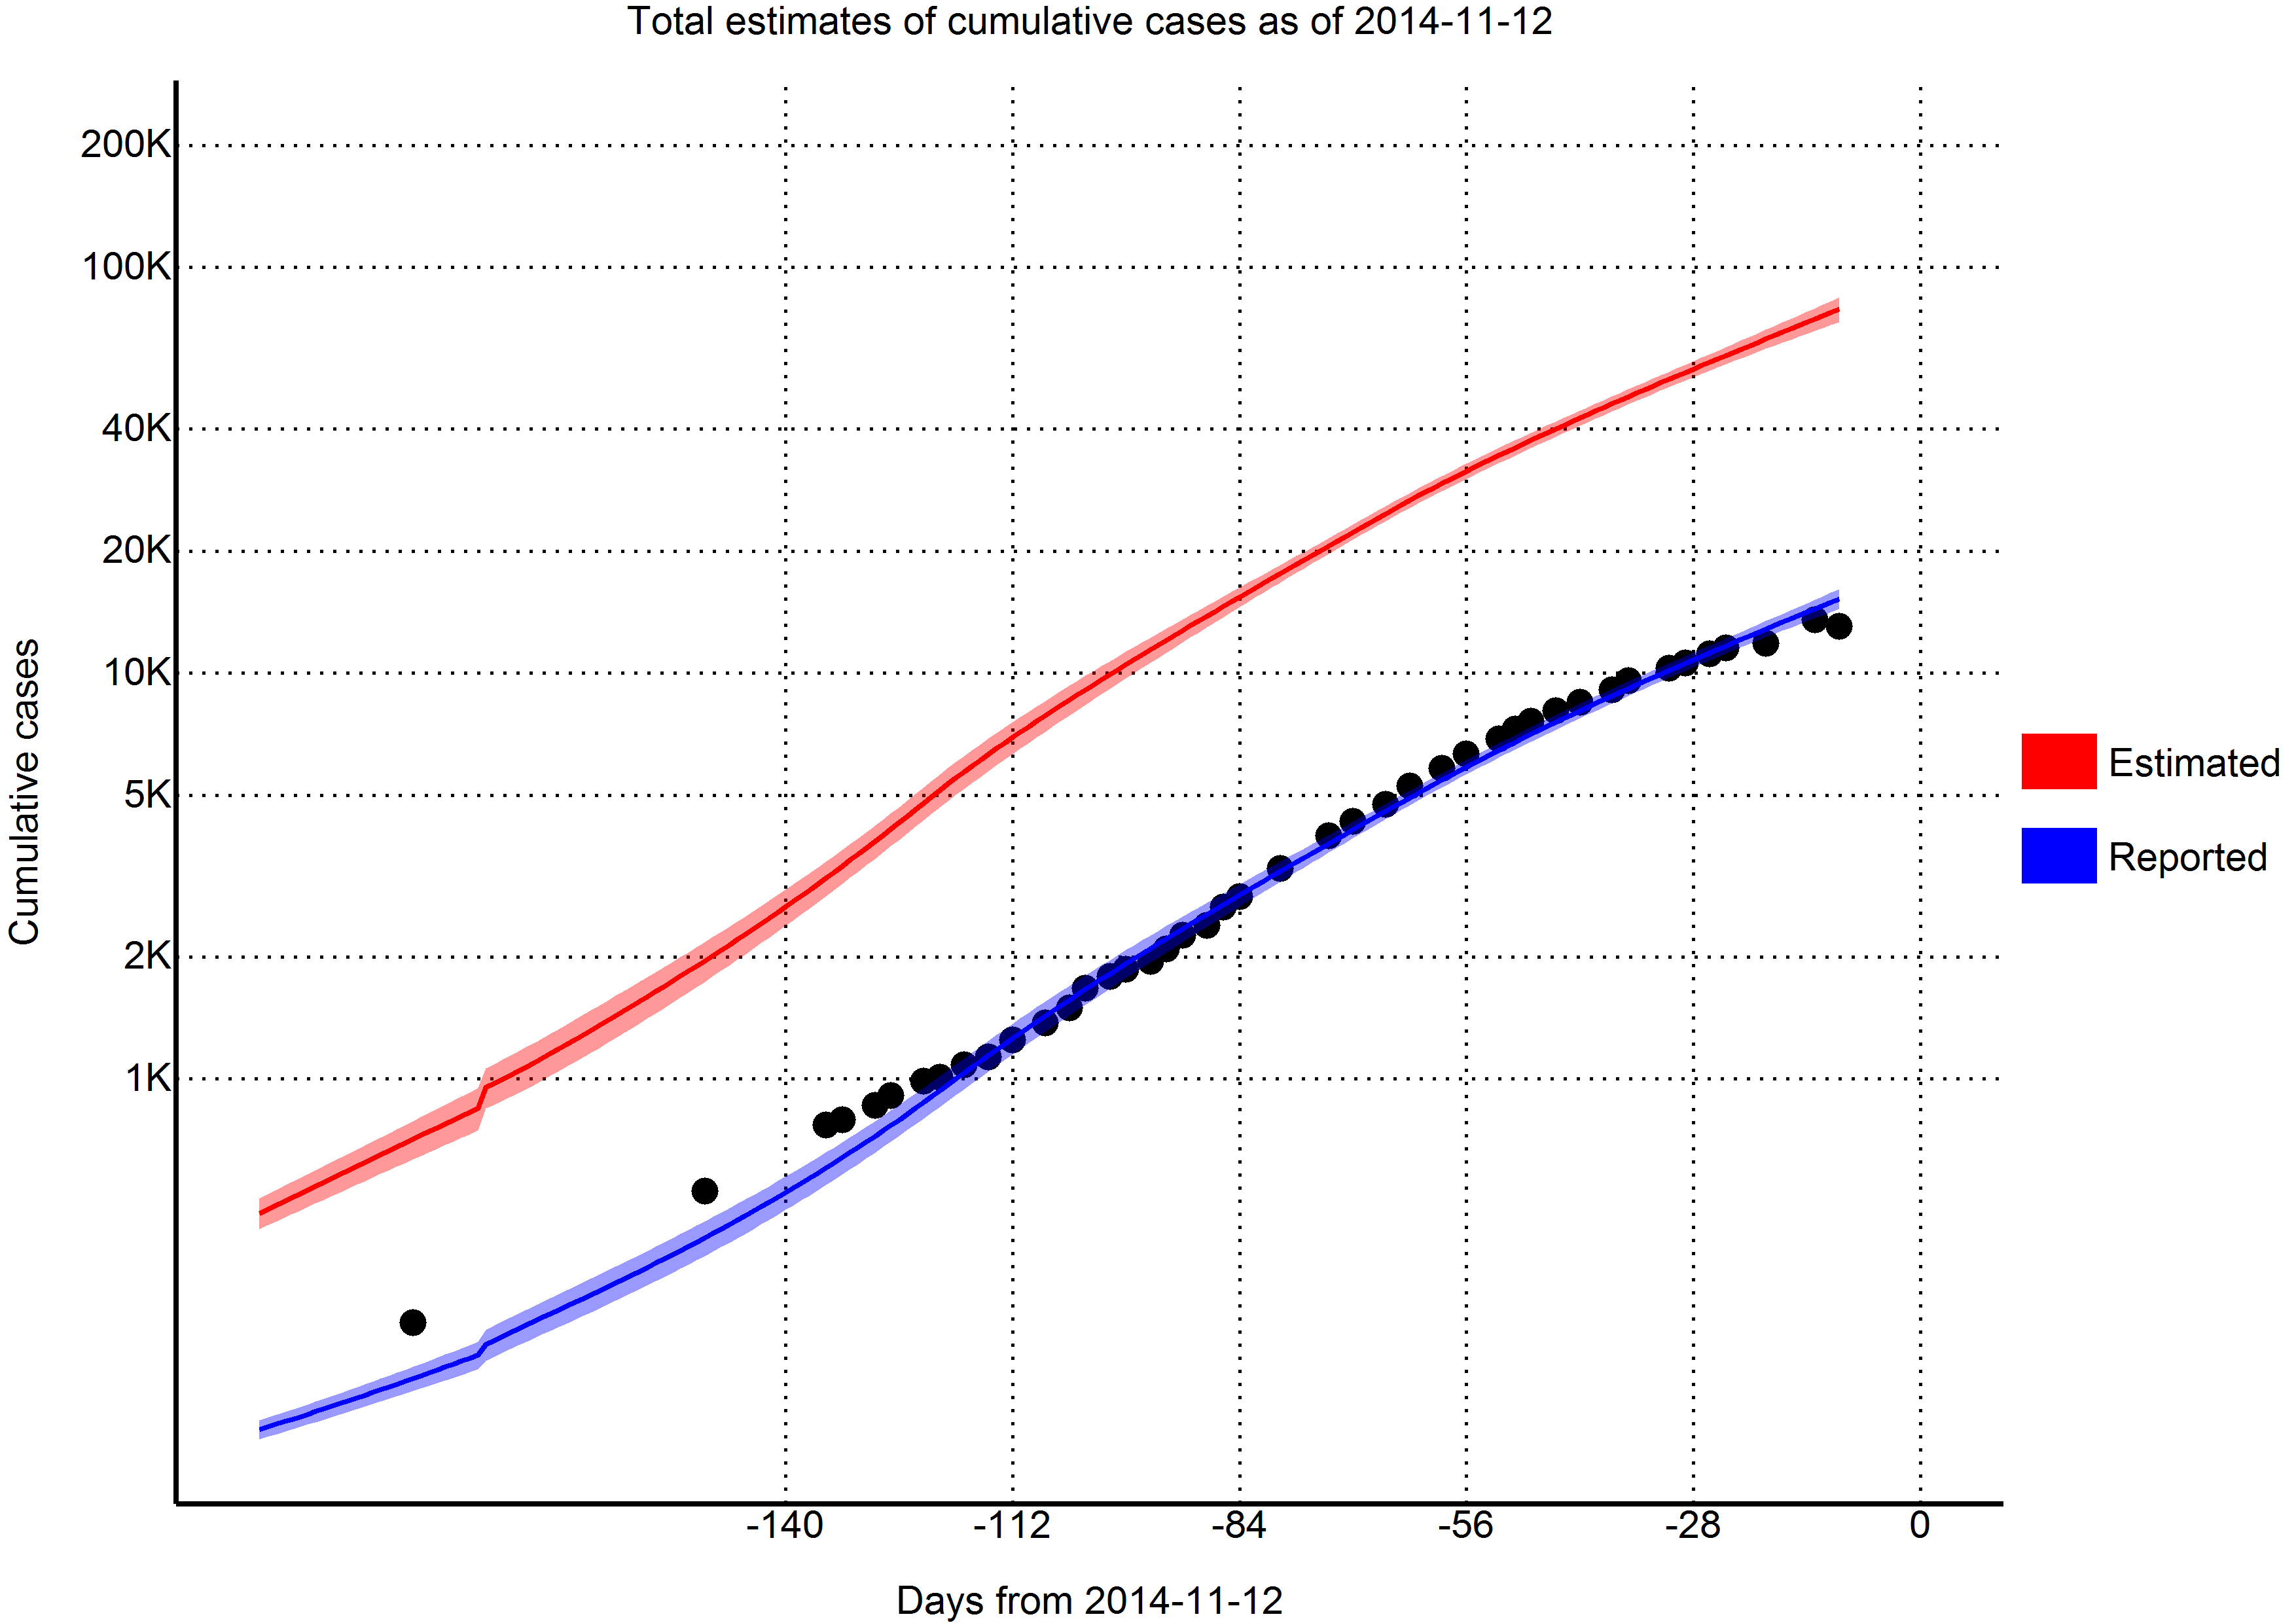 Total estimates of cumulative cases as of 2014-11-12
200K
100K
40K
20K
10K
5K
2K
1K
Cumulative cases
Estimated
Reported
-140 -112 -84 -56 -28 0
Days from 2014-11-12